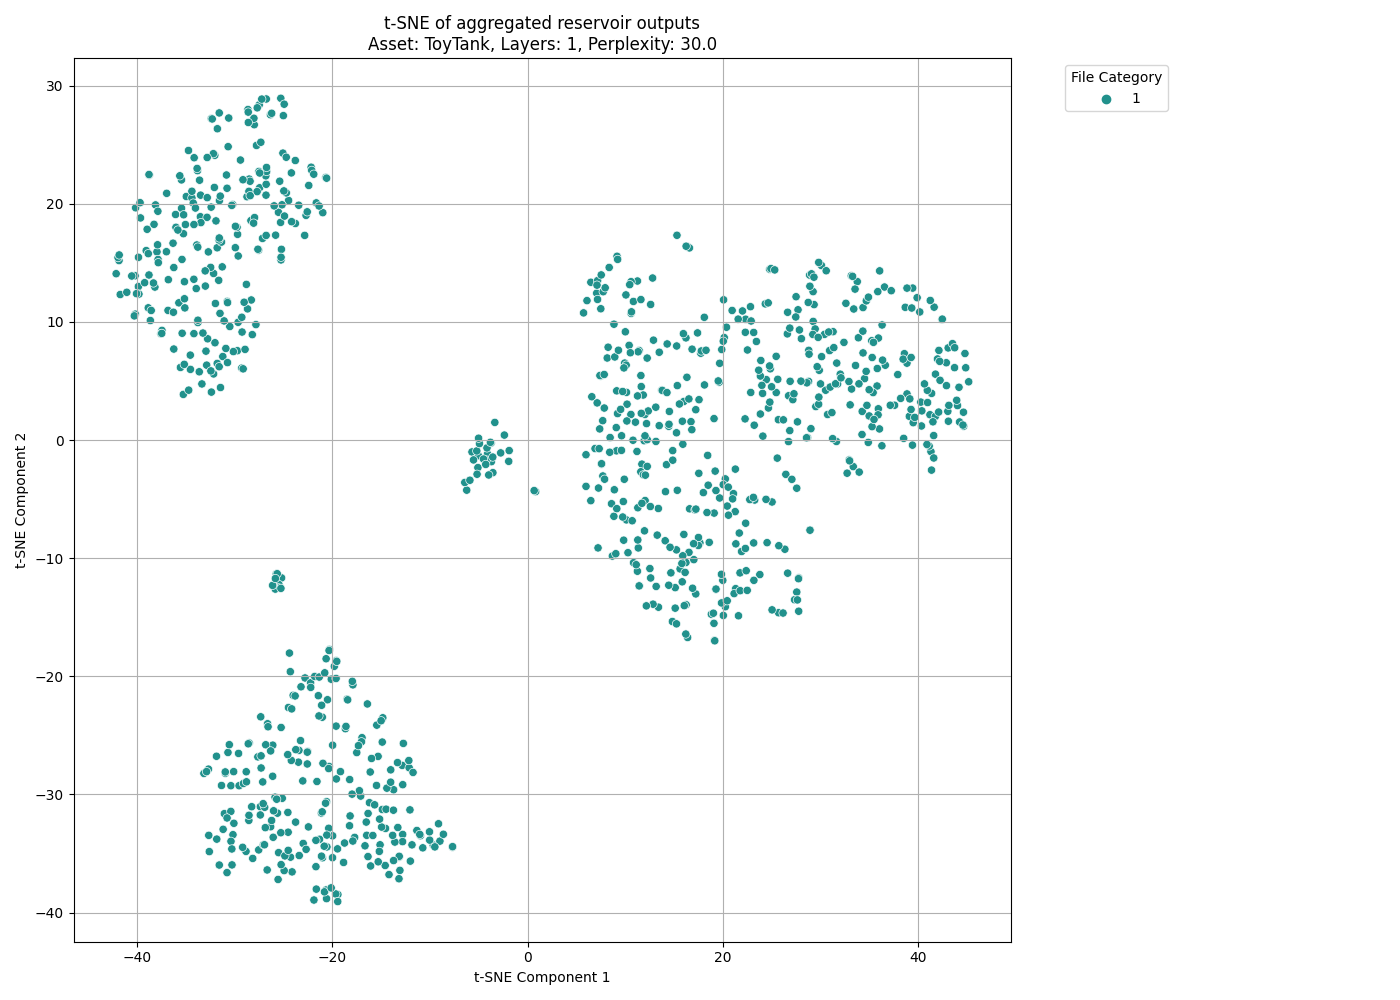 t-SNE of aggregated reservoir outputs
Asset: ToyTank, Layers: 1, Perplexity: 30.0
File Category
1
30
20
10
0
−10
−20
−30
−40
t-SNE Component 2
−40
−20
0
20
40
t-SNE Component 1